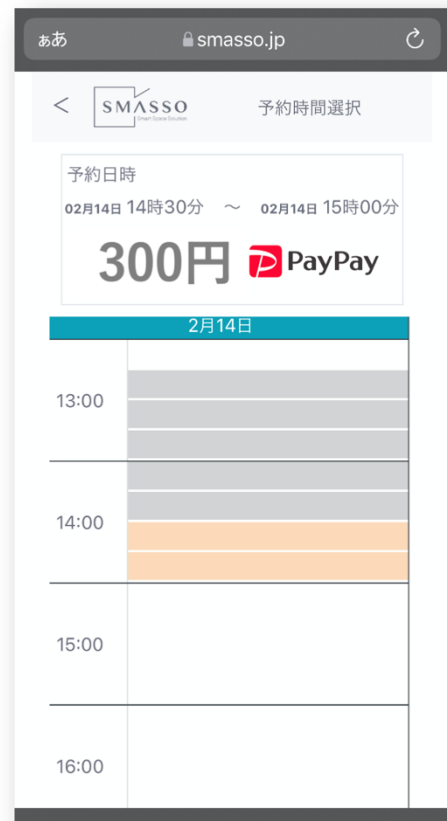 ぁあ smasso.jp
< SMASSO 予約時間選択
Smart Space Solution
予約日時
02月14日 14時30分 ~ 02月14日 15時00分
300円 PayPay
2月14日
13:00
14:00
15:00
16:00